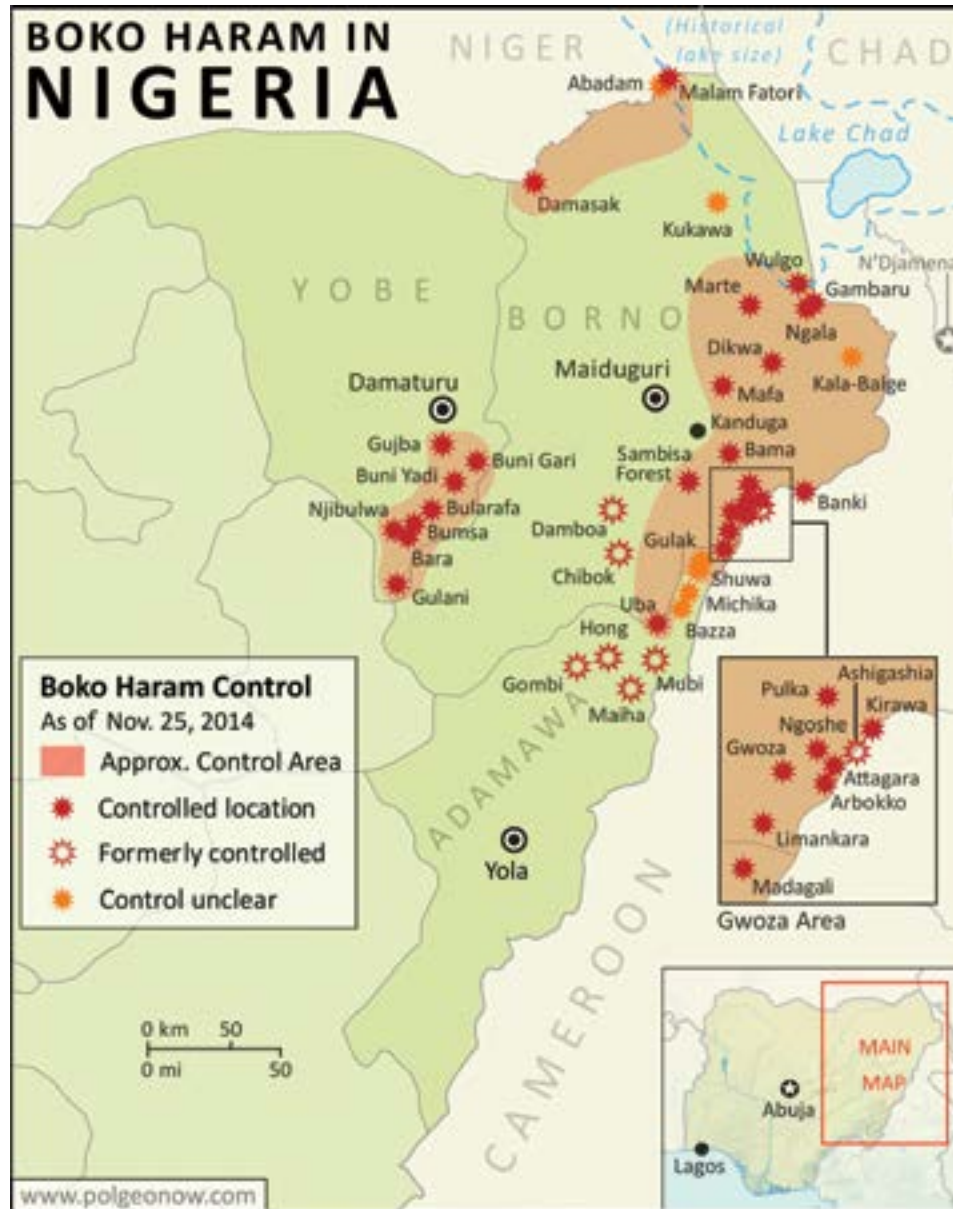 BOKO HARAM IN
NIGERIA
NIGER
(Historical
lake size)
CHAD
Abadam
Malam Fatori
Lake Chad
Damasak
Kukawa
Wulgo
N'Djamena
YOBE
Marte
Gambaru
BORNO
Ngala
Dikwa
Maiduguri
Kala-Balge
Damaturu
Mafa
Kanduga
Gujba
Bama
Buni Gari
Sambisa
Forest
Buni Yadi
Banki
Njibulwa
Bularafa
Damboa
Bumsa
Gulak
Bara
Chibok
Shuwa
Gulani
Michika
Uba
Bazza
Hong
Gombi
Mubi
Maiha
ADAMAWA
Yola
CAMEROON
Boko Haram Control
As of Nov. 25, 2014
Approx. Control Area
Controlled location
Formerly controlled
Control unclear
Ashigashia
Pulka
Kirawa
Ngoshe
Gwoza
Attagara
Arbokko
Limankara
Madagali
Gwoza Area
0 km 50
0 mi 50
MAIN
MAP
Abuja
Lagos
www.polgeonow.com